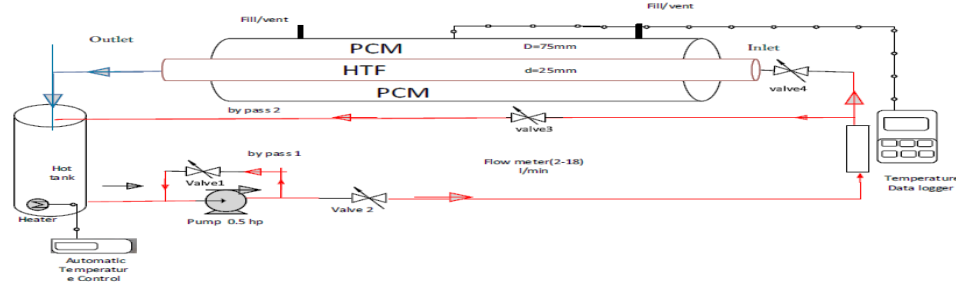 Fill/vent
Fill/vent
Outlet
PCM
D=75mm
Inlet
HTF
d=25mm
PCM
valve4
by pass 2
valve3
Hot
tank
by pass 1
Valve1
Flow meter(2-18)
l/min
Temperature
Data logger
Heater
Pump 0.5 hp
Valve 2
Automatic
Temperatur
e Control